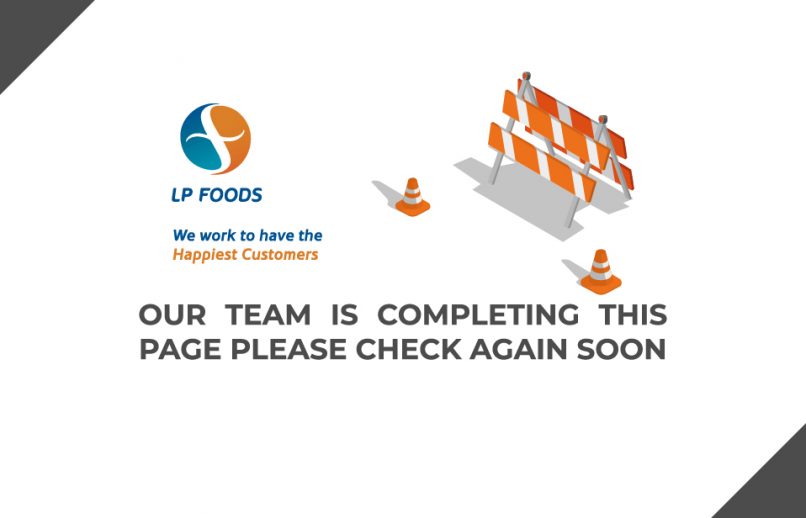 LP FOODS
We work to have the
Happiest Customers
OUR TEAM IS COMPLETING THIS
PAGE PLEASE CHECK AGAIN SOON